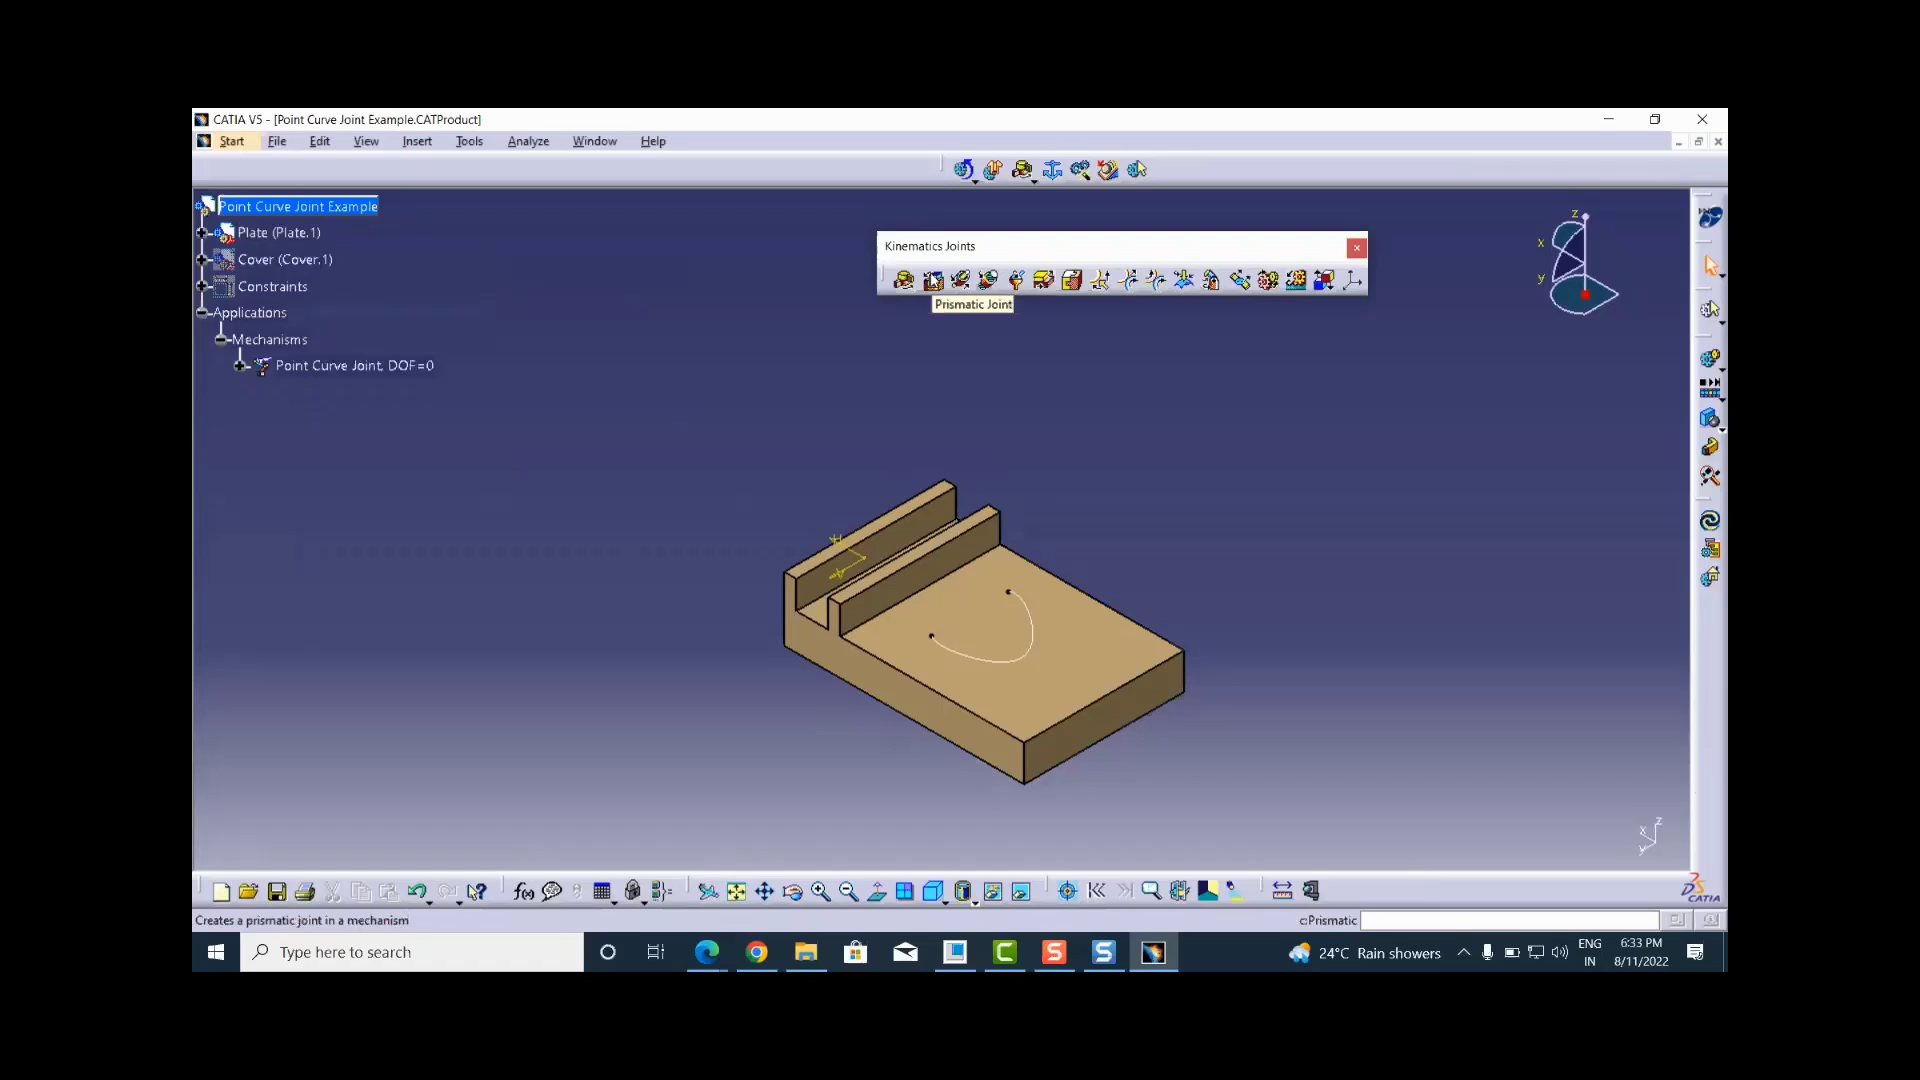 CATIA V5 - [Point Curve Joint Example.CATProduct]
Start File Edit View Insert Tools Analyze Window Help
Point Curve Joint Example
Plate (Plate.1)
Cover (Cover.1)
Constraints
Applications
Mechanisms
Point Curve Joint, DOF=0
Kinematics Joints
Prismatic Joint
z
x
y
H
V
z
x
y
f(x)
DS
CATIA
Creates a prismatic joint in a mechanism
c:Prismatic
Type here to search
24°C Rain showers
ENG
IN
6:33 PM
8/11/2022